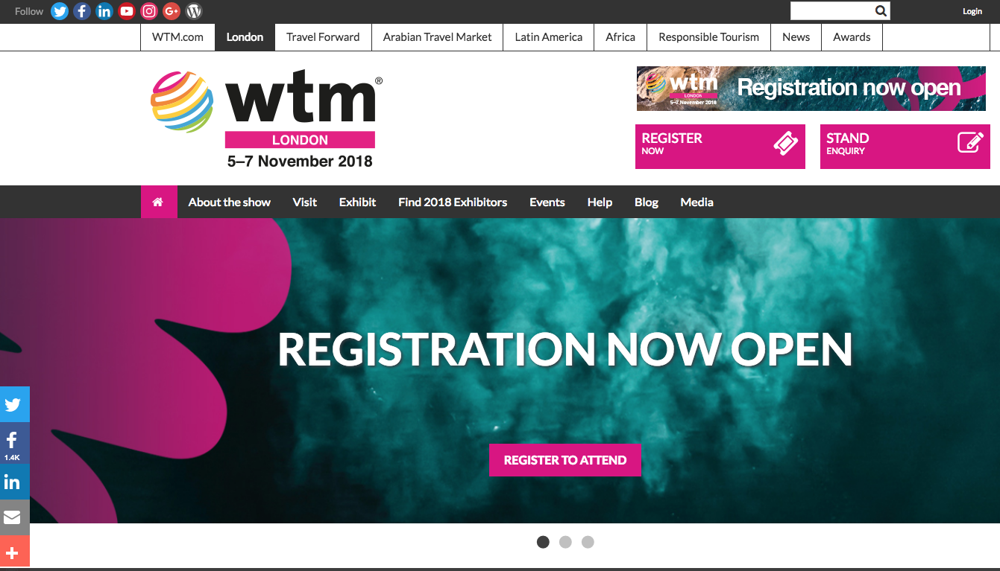 Follow
Login
WTM.com
London
Travel Forward
Arabian Travel Market
Latin America
Africa
Responsible Tourism
News
Awards
wtm®
LONDON
5–7 November 2018
wtm
LONDON
5–7 November 2018
Registration now open
REGISTER
NOW
STAND
ENQUIRY
About the show
Visit
Exhibit
Find 2018 Exhibitors
Events
Help
Blog
Media
REGISTRATION NOW OPEN
REGISTER TO ATTEND
1.4K